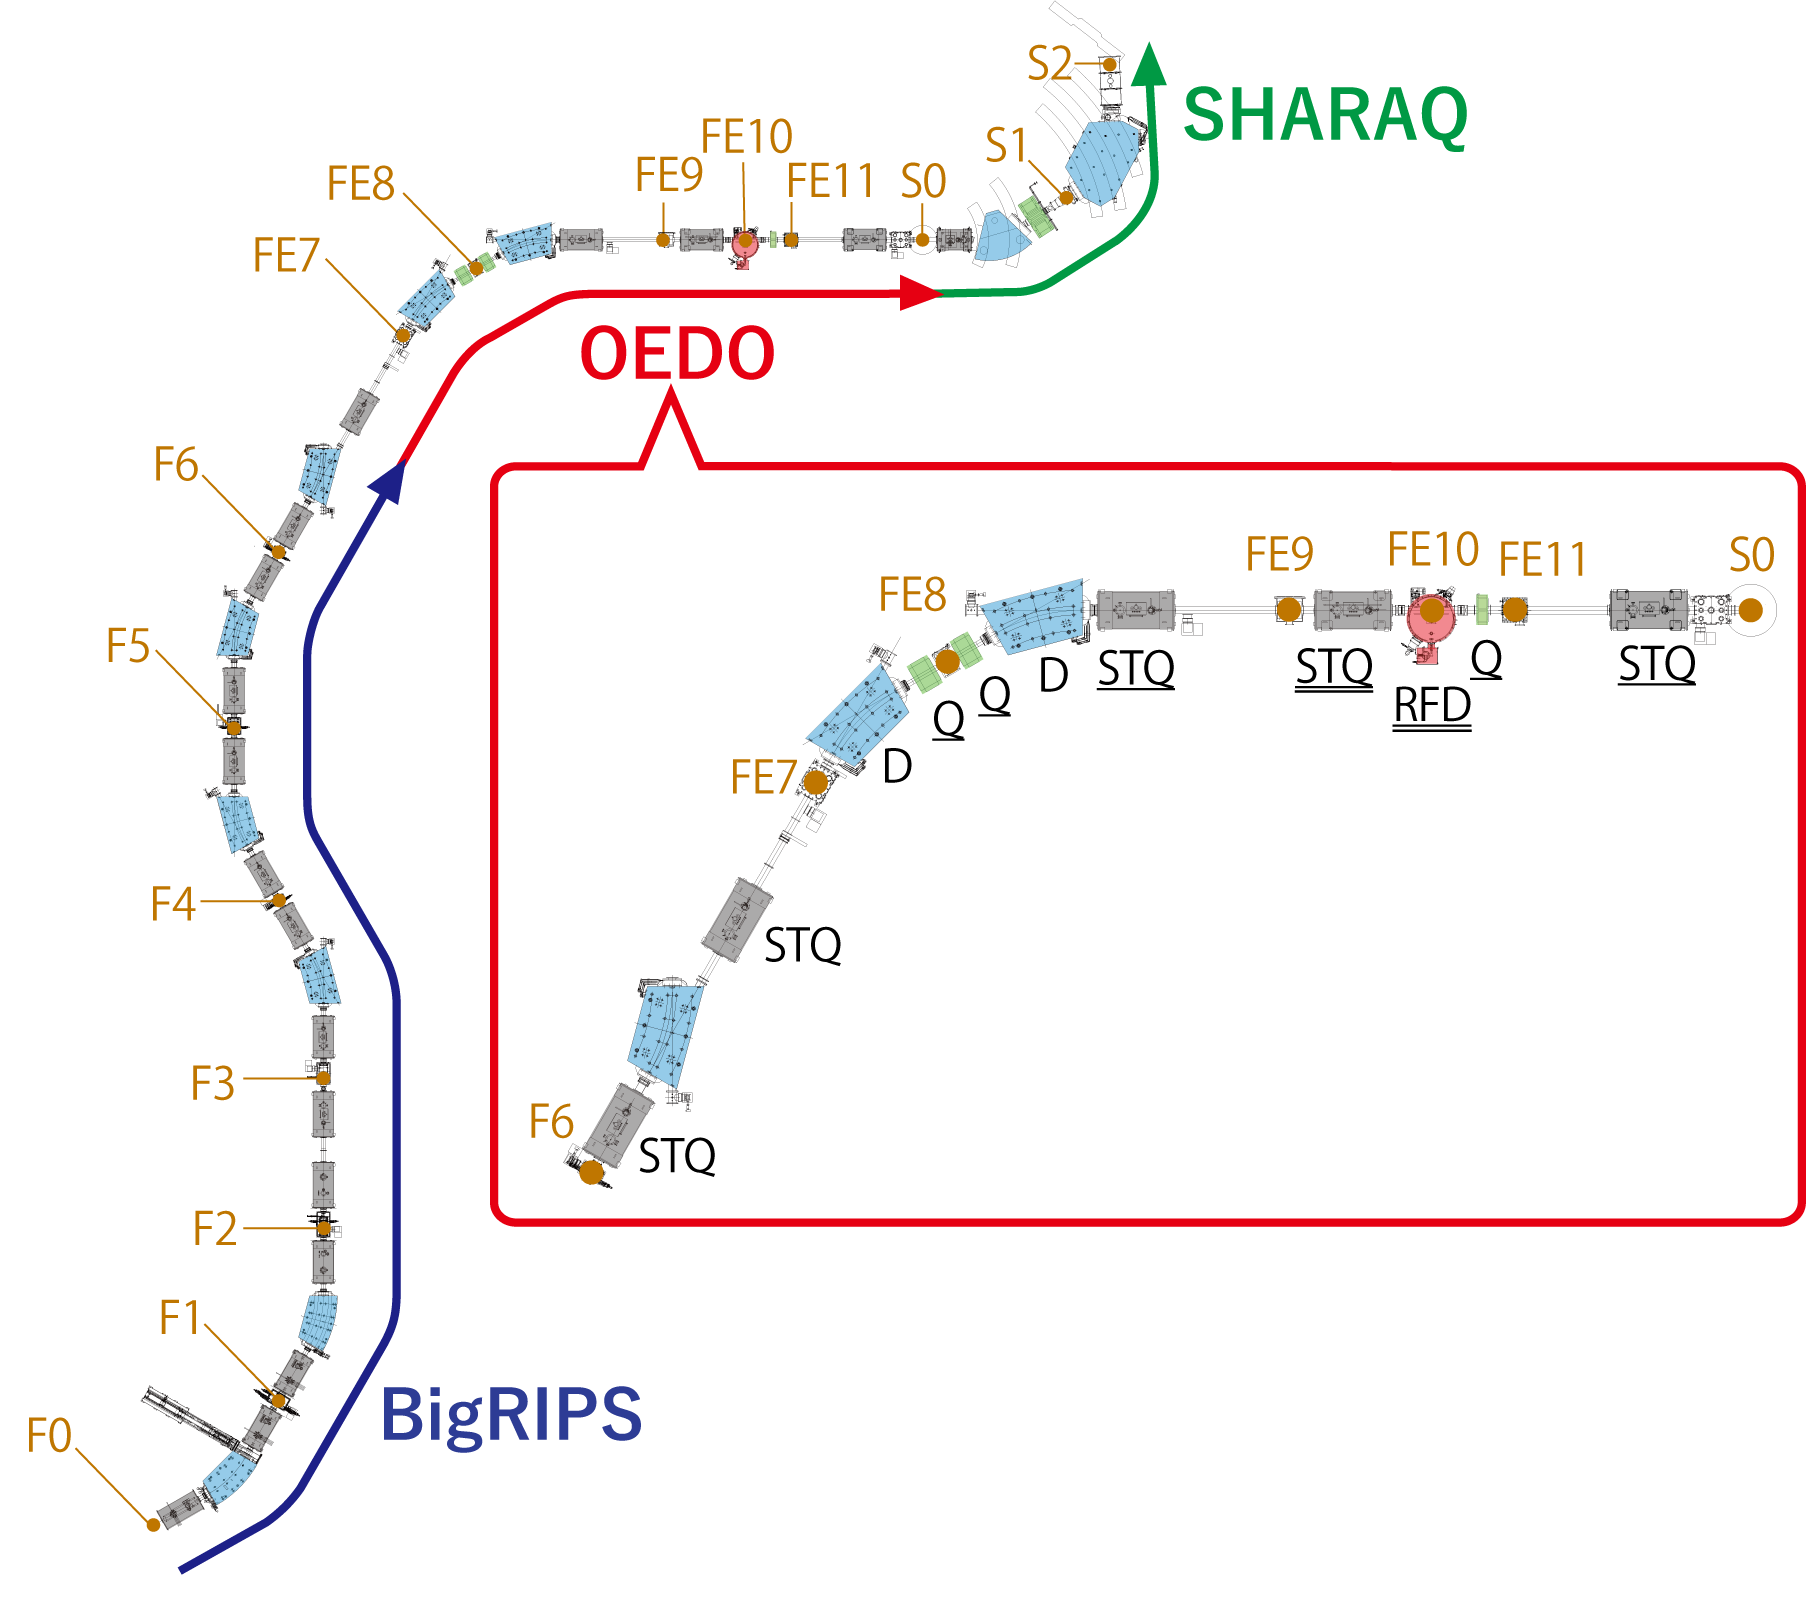 S2
SHARAQ
FE10
S1
FE9
FE11
S0
FE8
FE7
OEDO
F6
F5
F4
F3
F2
F1
F0
BigRIPS
FE9
FE10
FE11
S0
FE8
D
STQ
STQ
RFD
Q
STQ
Q
Q
D
FE7
STQ
F6
STQ